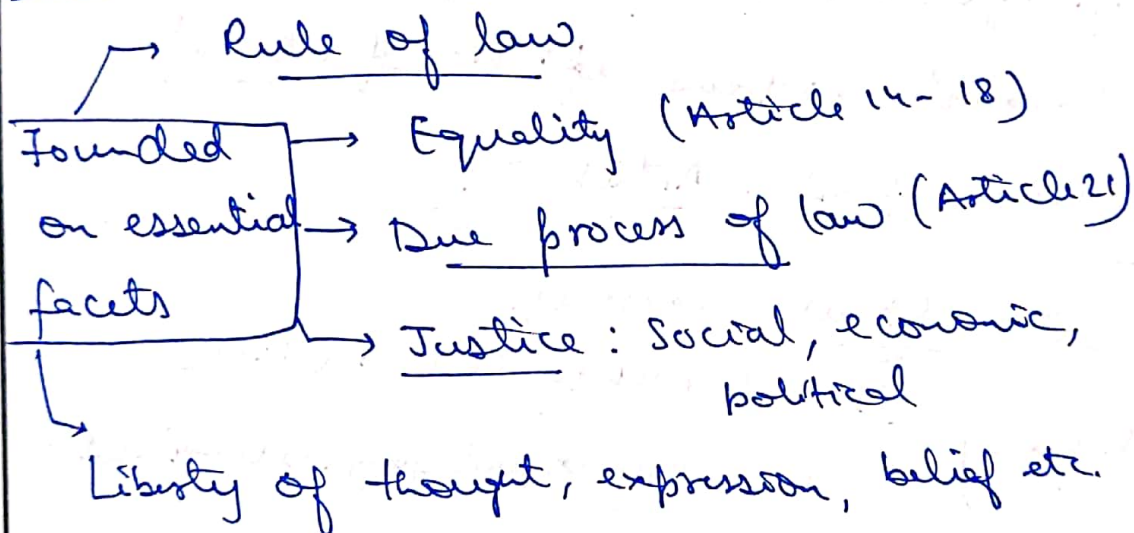 Rule of law.
Founded
on essential
facets
Equality (Article 14-18)
Due process of law (Article 21)
Justice : Social, economic,
political
Liberty of thought, expression, belief etc.